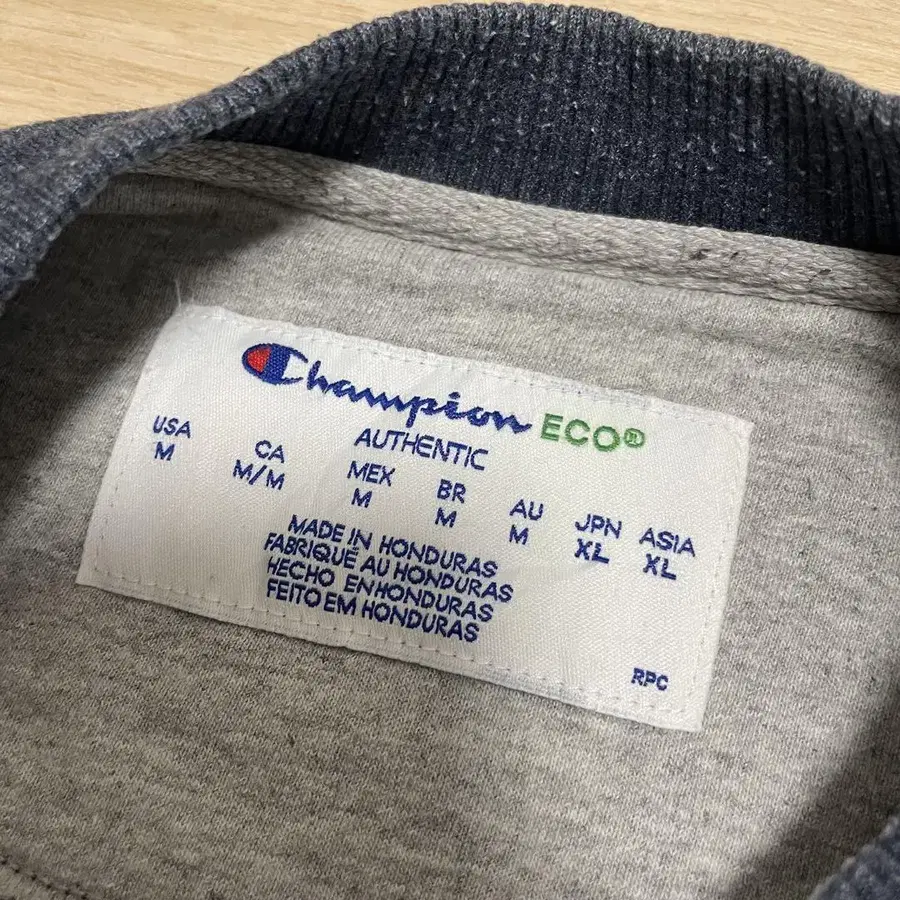 Champion ECO®
AUTHENTIC
USA CA MEX BR AU JPN ASIA
M M/M M M M XL XL
MADE IN HONDURAS
FABRIQUÉ AU HONDURAS
HECHO EN HONDURAS
FEITO EM HONDURAS
RPC